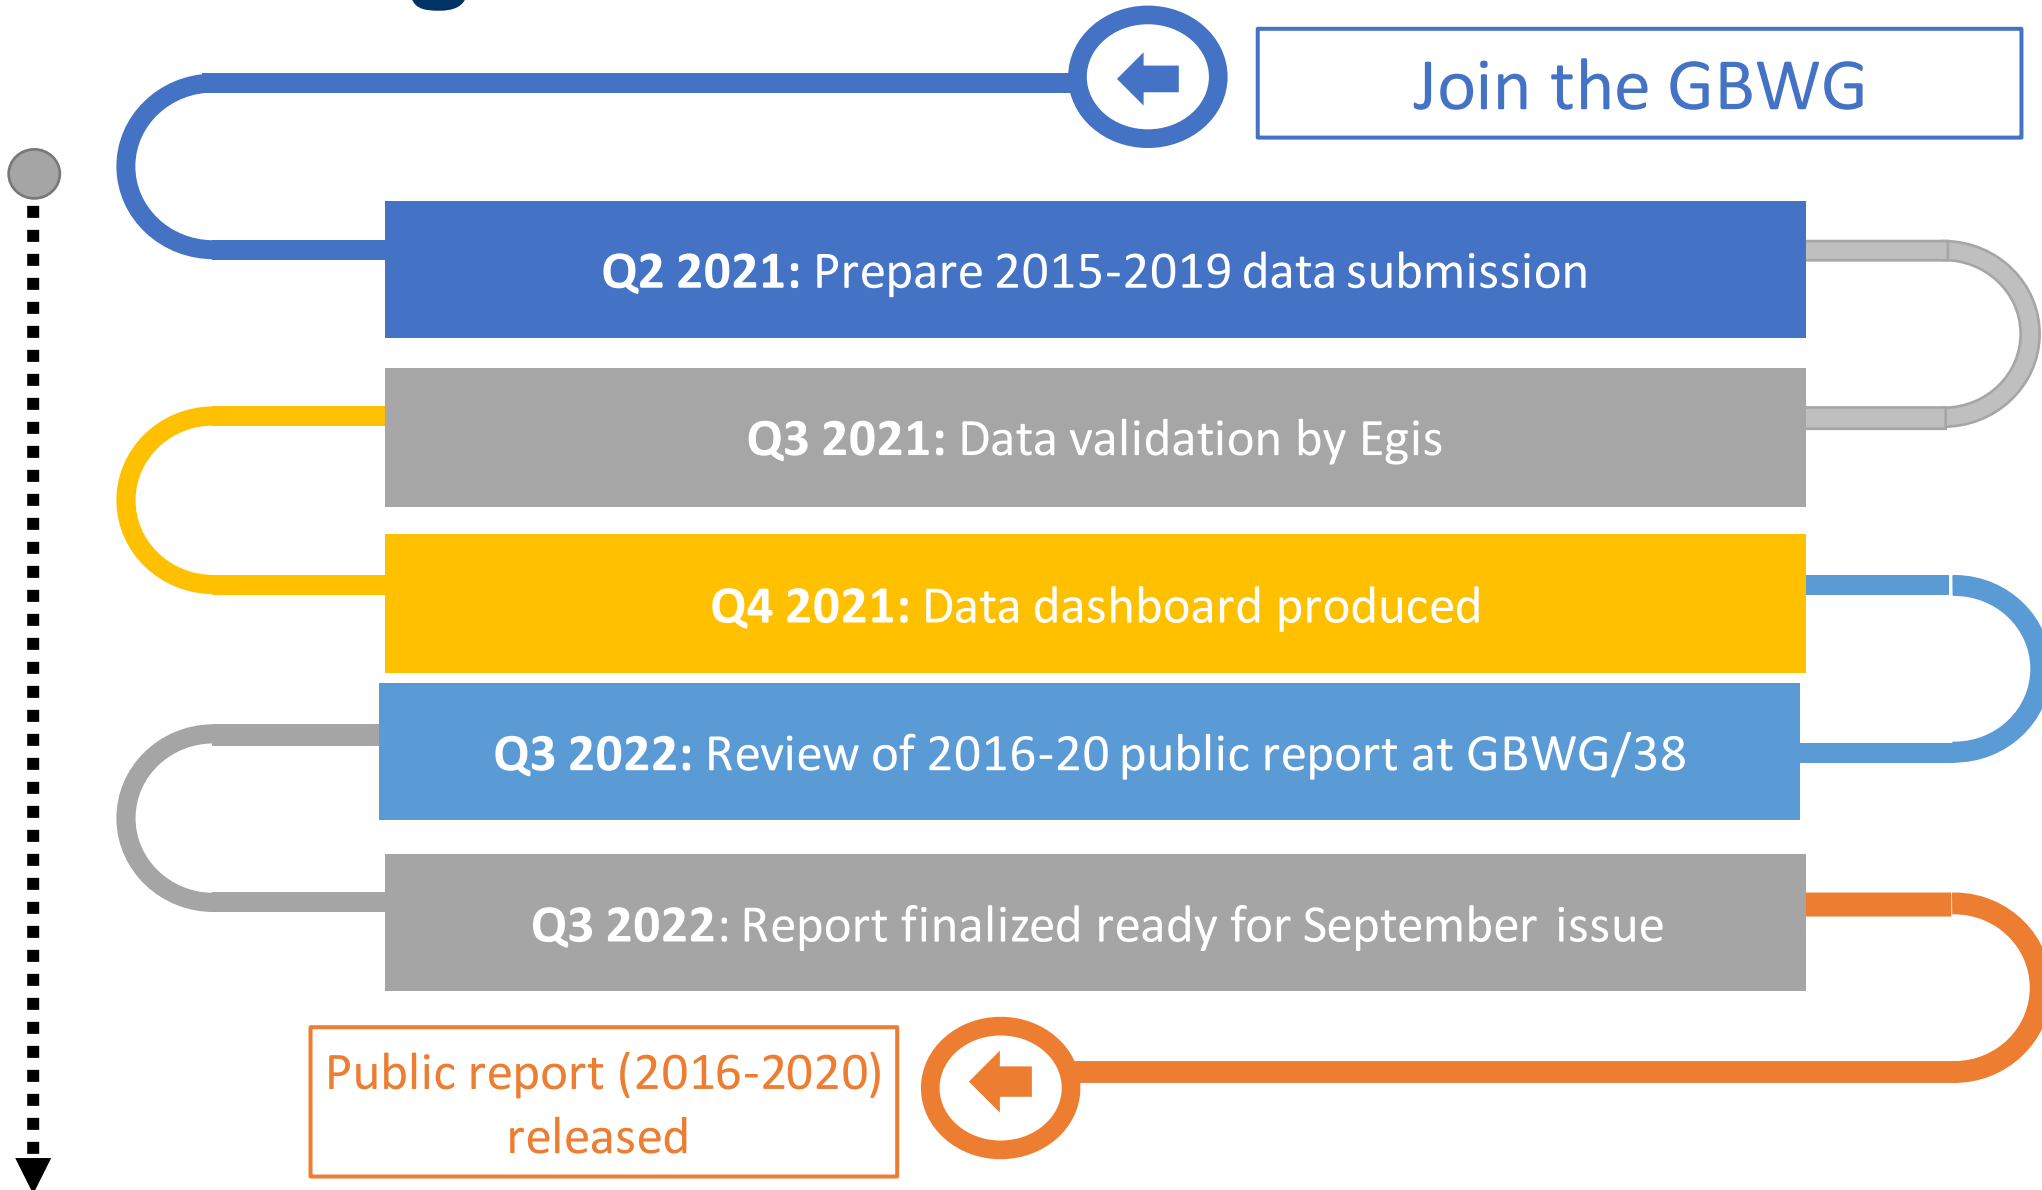 Join the GBWG
Q2 2021: Prepare 2015-2019 data submission
Q3 2021: Data validation by Egis
Q4 2021: Data dashboard produced
Q3 2022: Review of 2016-20 public report at GBWG/38
Q3 2022: Report finalized ready for September issue
Public report (2016-2020)
released